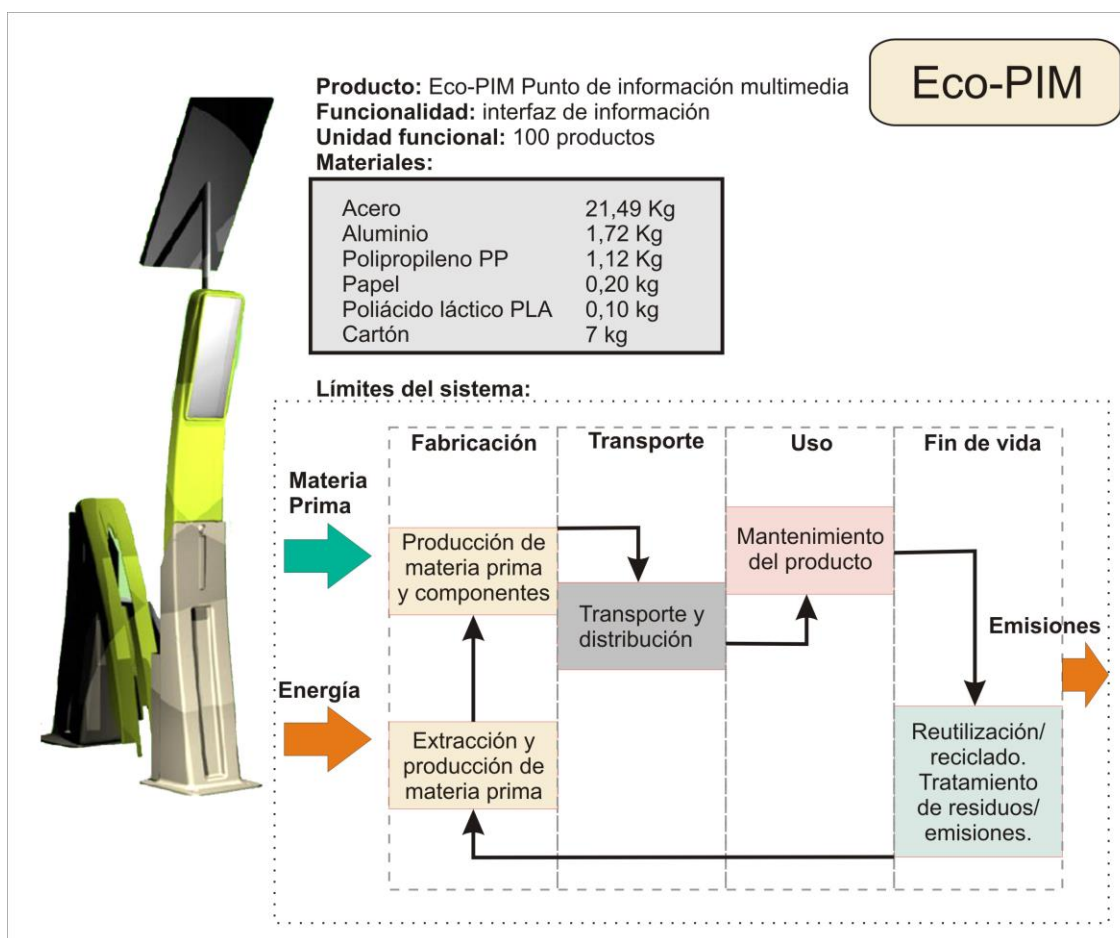 Eco-PIM
Producto: Eco-PIM Punto de información multimedia
Funcionalidad: interfaz de información
Unidad funcional: 100 productos
Materiales:
Acero 21,49 Kg
Aluminio 1,72 Kg
Polipropileno PP 1,12 Kg
Papel 0,20 kg
Poliácido láctico PLA 0,10 kg
Cartón 7 kg
Límites del sistema:
Fabricación Transporte Uso Fin de vida
Materia
Prima
Producción de
materia prima
y componentes
Transporte y
distribución
Mantenimiento
del producto
Emisiones
Energía
Extracción y
producción de
materia prima
Reutilización/
reciclado.
Tratamiento
de residuos/
emisiones.